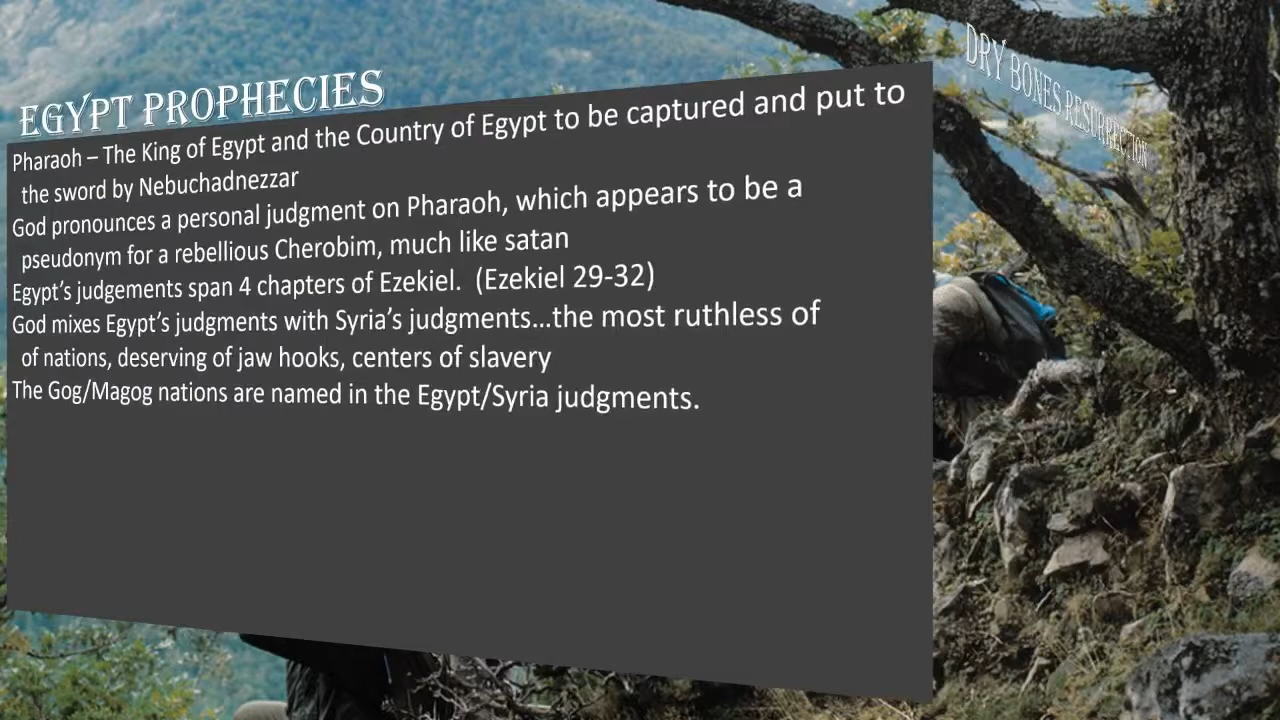 EGYPT PROPHECIES
DRY BONES RESURRECTION
Pharaoh – The King of Egypt and the Country of Egypt to be captured and put to
the sword by Nebuchadnezzar
God pronounces a personal judgment on Pharaoh, which appears to be a
pseudonym for a rebellious Cherobim, much like satan
Egypt's judgements span 4 chapters of Ezekiel.  (Ezekiel 29-32)
God mixes Egypt's judgments with Syria's judgments...the most ruthless of
of nations, deserving of jaw hooks, centers of slavery
The Gog/Magog nations are named in the Egypt/Syria judgments.